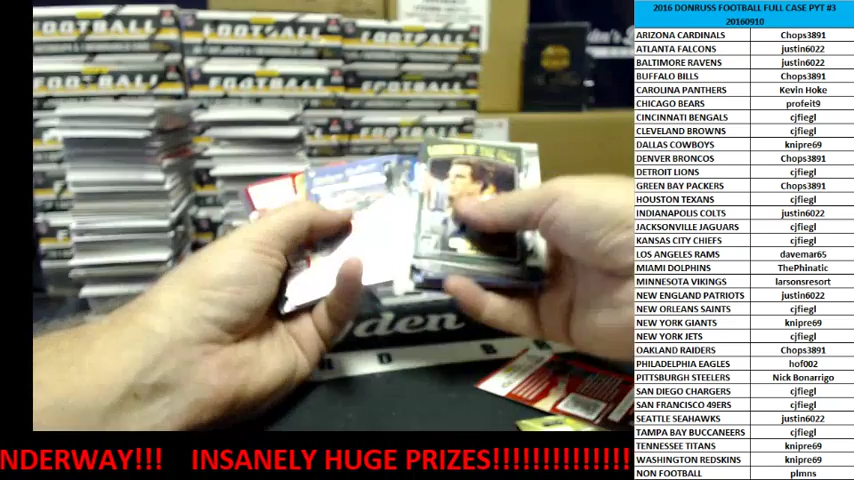 2016 DONRUSS FOOTBALL FULL CASE PYT #3
20160910
ARIZONA CARDINALS Chops3891
ATLANTA FALCONS justin6022
BALTIMORE RAVENS justin6022
BUFFALO BILLS Chops3891
CAROLINA PANTHERS Kevin Hoke
CHICAGO BEARS profeit9
CINCINNATI BENGALS cjfiegl
CLEVELAND BROWNS cjfiegl
DALLAS COWBOYS knipre69
DENVER BRONCOS Chops3891
DETROIT LIONS cjfiegl
GREEN BAY PACKERS Chops3891
HOUSTON TEXANS cjfiegl
INDIANAPOLIS COLTS justin6022
JACKSONVILLE JAGUARS cjfiegl
KANSAS CITY CHIEFS cjfiegl
LOS ANGELES RAMS davemar65
MIAMI DOLPHINS ThePhinatic
MINNESOTA VIKINGS larsonsresort
NEW ENGLAND PATRIOTS justin6022
NEW ORLEANS SAINTS cjfiegl
NEW YORK GIANTS knipre69
NEW YORK JETS cjfiegl
OAKLAND RAIDERS Chops3891
PHILADELPHIA EAGLES hof002
PITTSBURGH STEELERS Nick Bonarrigo
SAN DIEGO CHARGERS cjfiegl
SAN FRANCISCO 49ERS cjfiegl
SEATTLE SEAHAWKS justin6022
TAMPA BAY BUCCANEERS cjfiegl
TENNESSEE TITANS knipre69
WASHINGTON REDSKINS knipre69
NON FOOTBALL plmns
FOOTBALL FOOTBALL FOOTBALL
FOOTBALL FOOTBALL FOOTBALL
NDERWAY!!! INSANELY HUGE PRIZES!!!!!!!!!!!!!!!